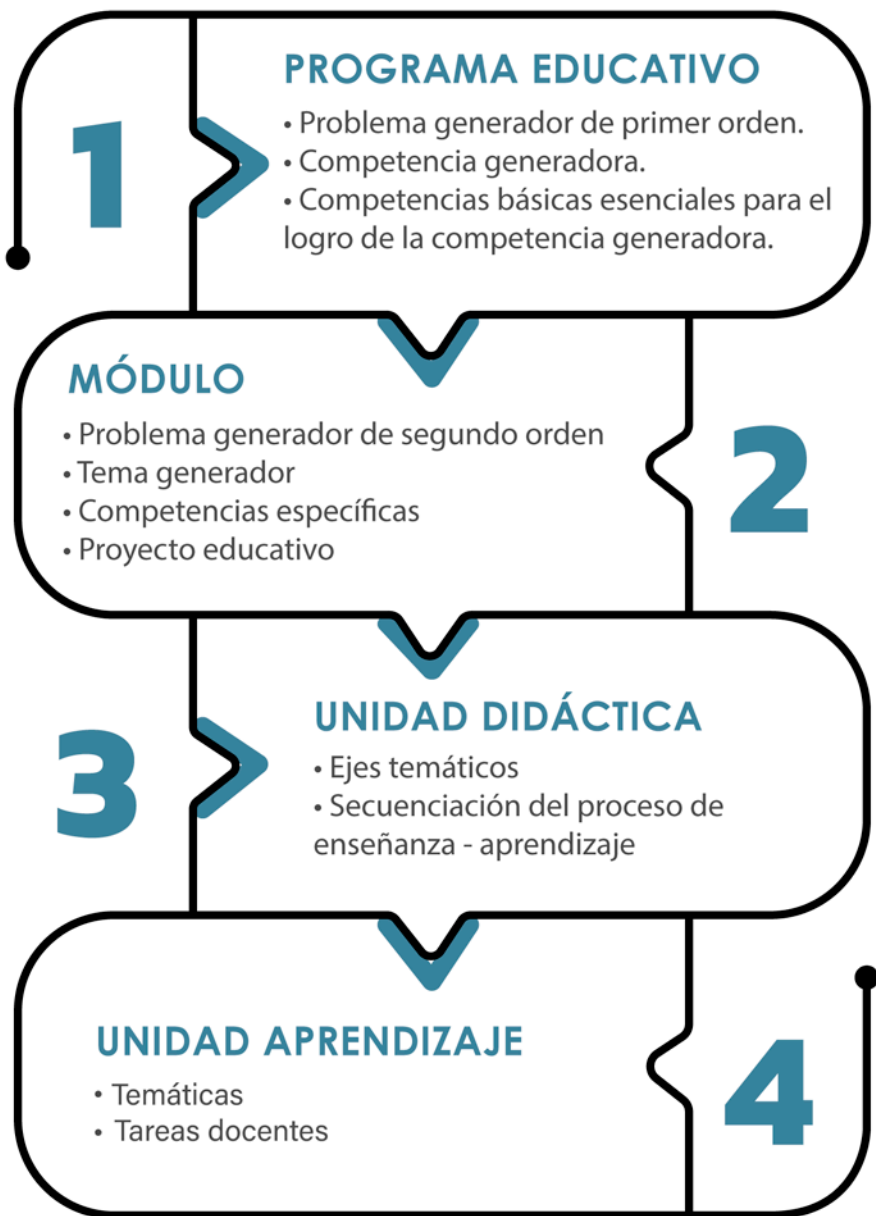 1
PROGRAMA EDUCATIVO
• Problema generador de primer orden.
• Competencia generadora.
• Competencias básicas esenciales para el
logro de la competencia generadora.
MÓDULO
• Problema generador de segundo orden
• Tema generador
• Competencias específicas
• Proyecto educativo
2
3
UNIDAD DIDÁCTICA
• Ejes temáticos
• Secuenciación del proceso de
enseñanza - aprendizaje
UNIDAD APRENDIZAJE
• Temáticas
• Tareas docentes
4